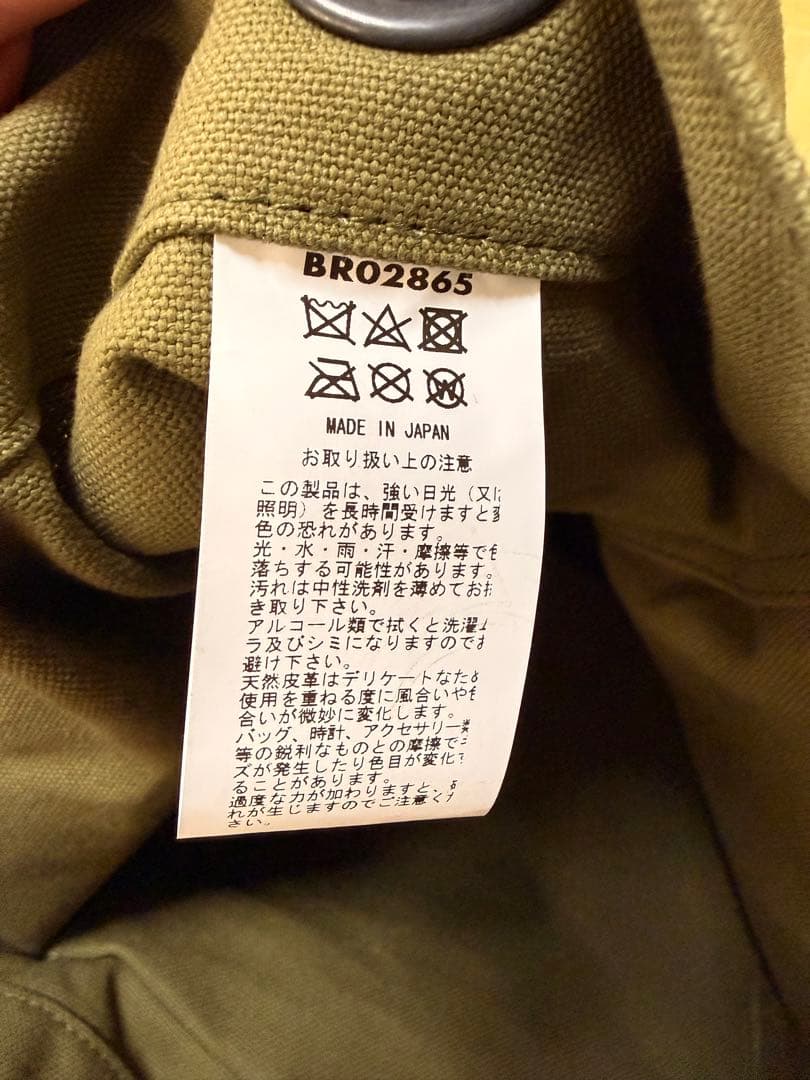 BR02865
MADE IN JAPAN
お取り扱い上の注意
この製品は、強い日光（又は
照明）を長時間受けますと変
色の恐れがあります。
光・水・雨・汗・摩擦等で色
落ちする可能性があります。
汚れは中性洗剤を薄めてお拭
き取り下さい。
アルコール類で拭くと洗濯ム
ラ及びシミになりますのでお
避け下さい。
天然皮革はデリケートなため
使用を重ねる度に風合いや色
合いが微妙に変化します。
バッグ、時計、アクセサリー類
等の鋭利なものとの摩擦でキ
ズが発生したり色目が変化す
ることがあります。
過度な力が加わりますと、
れが生じますのでご注意くだ
さい。